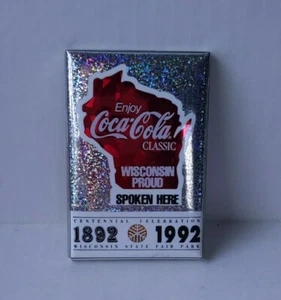 Enjoy
Coca-Cola
CLASSIC
WISCONSIN
PROUD
SPOKEN HERE
CENTENNIAL CELEBRATION
1892 1992
WISCONSIN STATE FAIR PARK